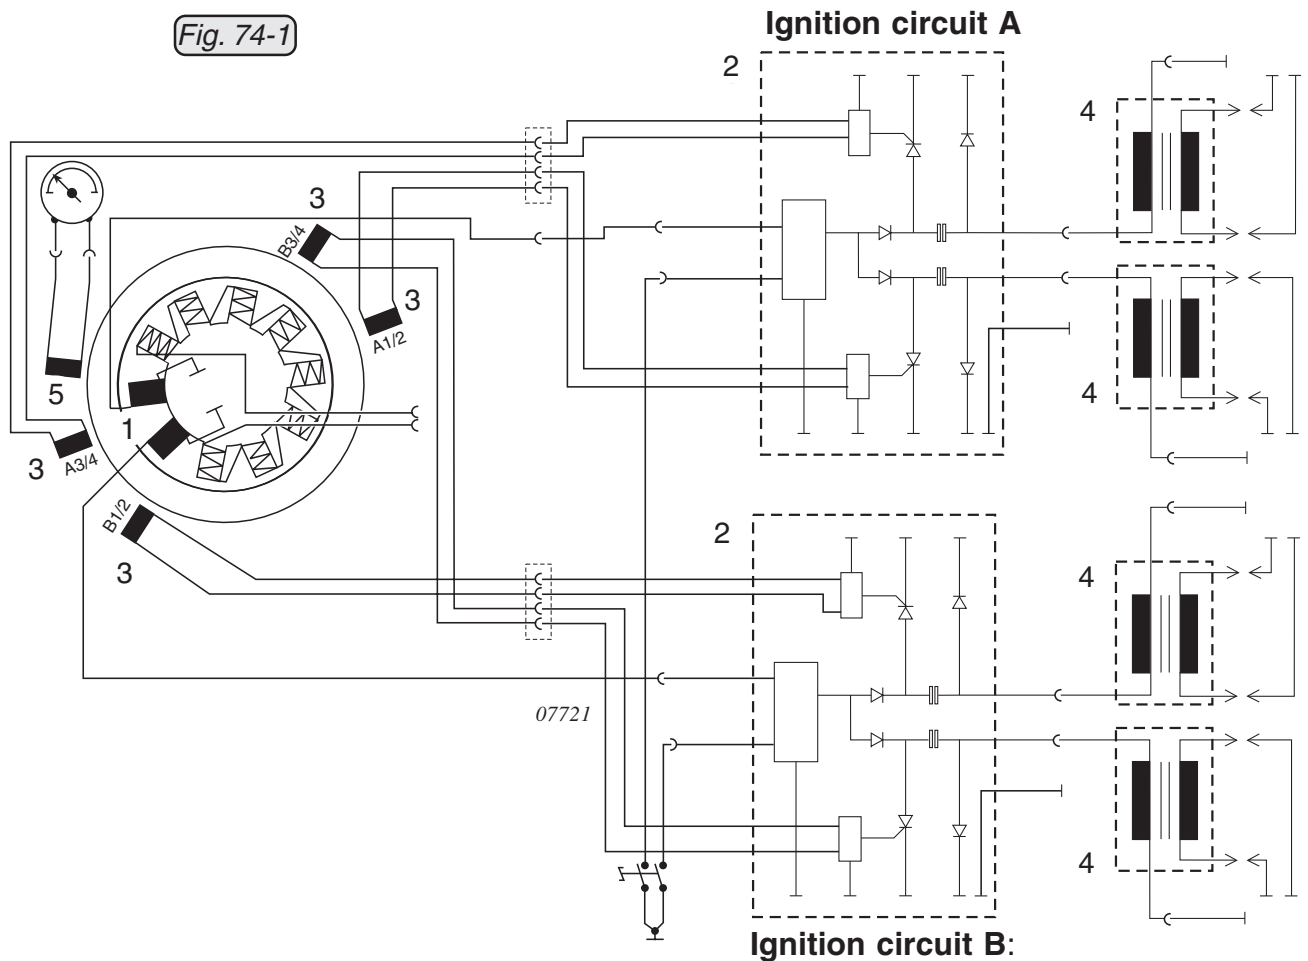 Fig. 74-1
Ignition circuit A
2
4
3
B3/4
3
A1/2
5
1
4
3
A3/4
B1/2
3
2
4
07721
4
Ignition circuit B: